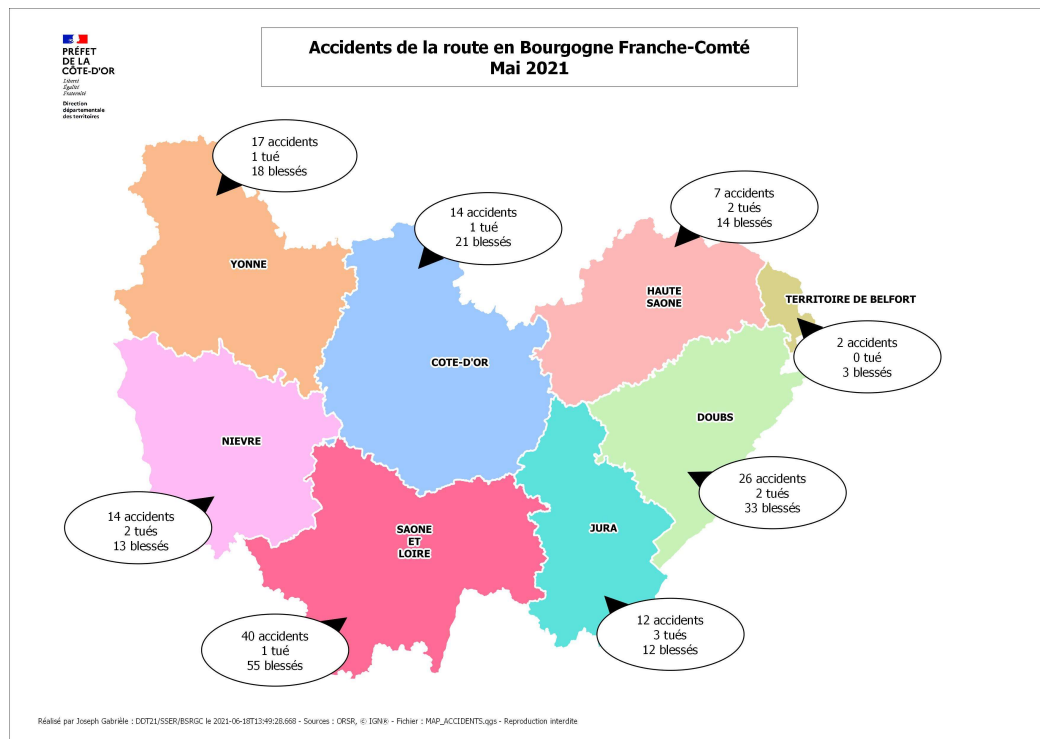 PRÉFET
DE LA
CÔTE-D'OR
Liberté
Égalité
Fraternité
Direction
départementale
des territoires
Accidents de la route en Bourgogne Franche-Comté
Mai 2021
17 accidents
1 tué
18 blessés
14 accidents
1 tué
21 blessés
7 accidents
2 tués
14 blessés
YONNE
HAUTE
SAONE
TERRITOIRE DE BELFORT
2 accidents
0 tué
3 blessés
COTE-D'OR
DOUBS
NIEVRE
26 accidents
2 tués
33 blessés
14 accidents
2 tués
13 blessés
SAONE
ET
LOIRE
JURA
40 accidents
1 tué
55 blessés
12 accidents
3 tués
12 blessés
Réalisé par Joseph Gabrièle : DDT21/SSER/BSRGC le 2021-06-18T13:49:28.668 - Sources : ORSR, © IGN® - Fichier : MAP_ACCIDENTS.qgs - Reproduction interdite